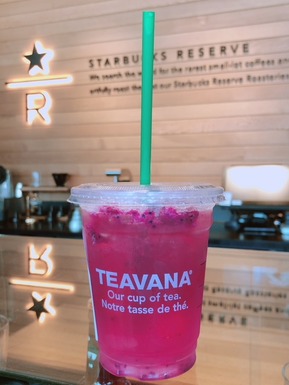 STARBUCKS RESERVE
We search the world for the rarest small-lot coffees and
artfully roast them at our Starbucks Reserve Roasteries
R
TEAVANA®
Our cup of tea.
Notre tasse de thé.